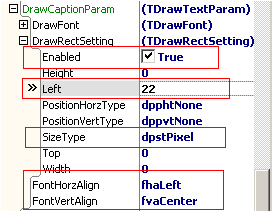 DrawCaptionParam (TDrawTextParam)
DrawFont (TDrawFont)
DrawRectSetting (TDrawRectSetting)
Enabled True
Height 0
» Left 22
PositionHorzType dpphtNone
PositionVertType dppvtNone
SizeType dpstPixel
Top 0
Width 0
FontHorzAlign fhaLeft
FontVertAlign fvaCenter